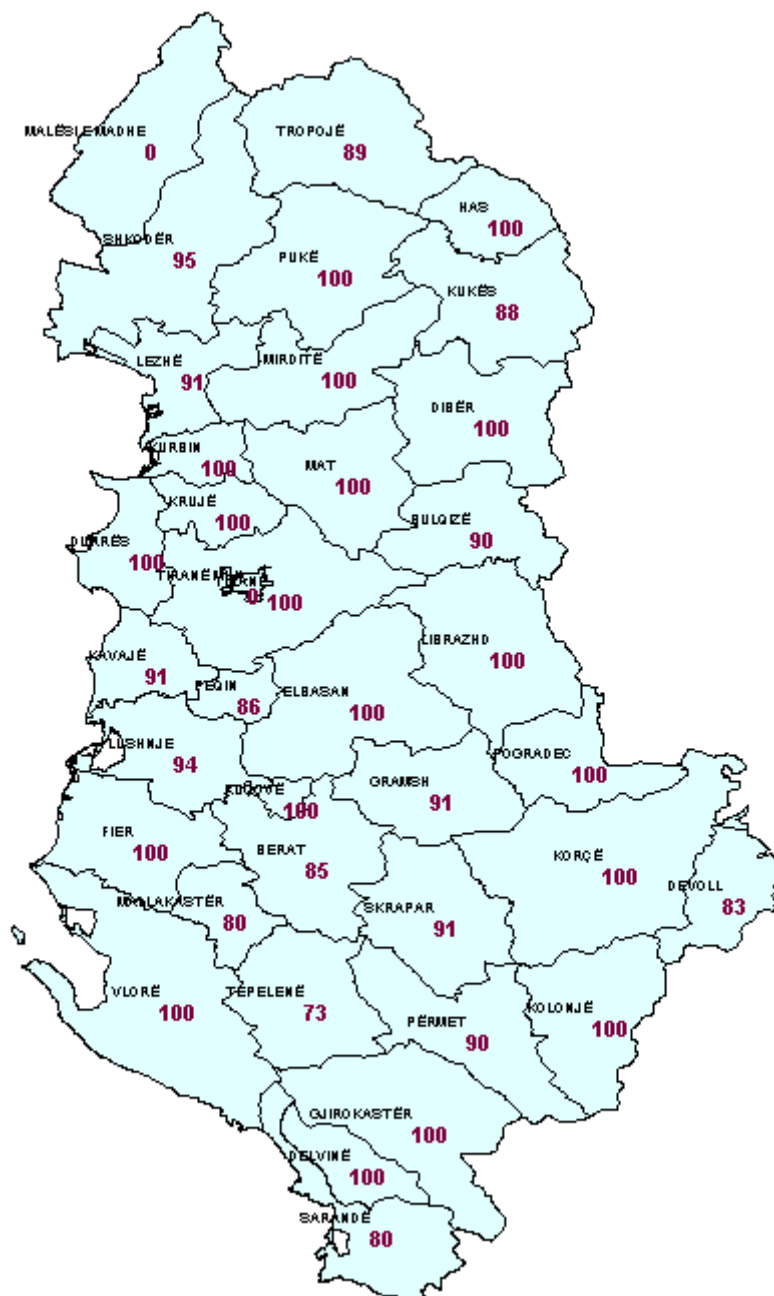 MALËSI E MADHE
0
TROPOJË
89
HAS
100
SHKODËR
95
PUKË
100
KUKËS
88
LEZHË
91
MIRDITË
100
DIBËR
100
KURBIN
100
MAT
100
KRUJË
100
BULQIZË
90
DURRËS
100
0
100
LIBRAZHD
100
KAVAJË
91
PEQIN
86
ELBASAN
100
LUSHNJE
94
POGRADEC
100
GRAMSH
91
KUÇOVË
100
FIER
100
BERAT
85
KORÇË
100
DEVOLL
83
MALLAKASTËR
80
SKRAPAR
91
VLORË
100
TEPELENË
73
PËRMET
90
KOLONJË
100
GJIROKASTËR
100
DELVINË
100
SARANDË
80